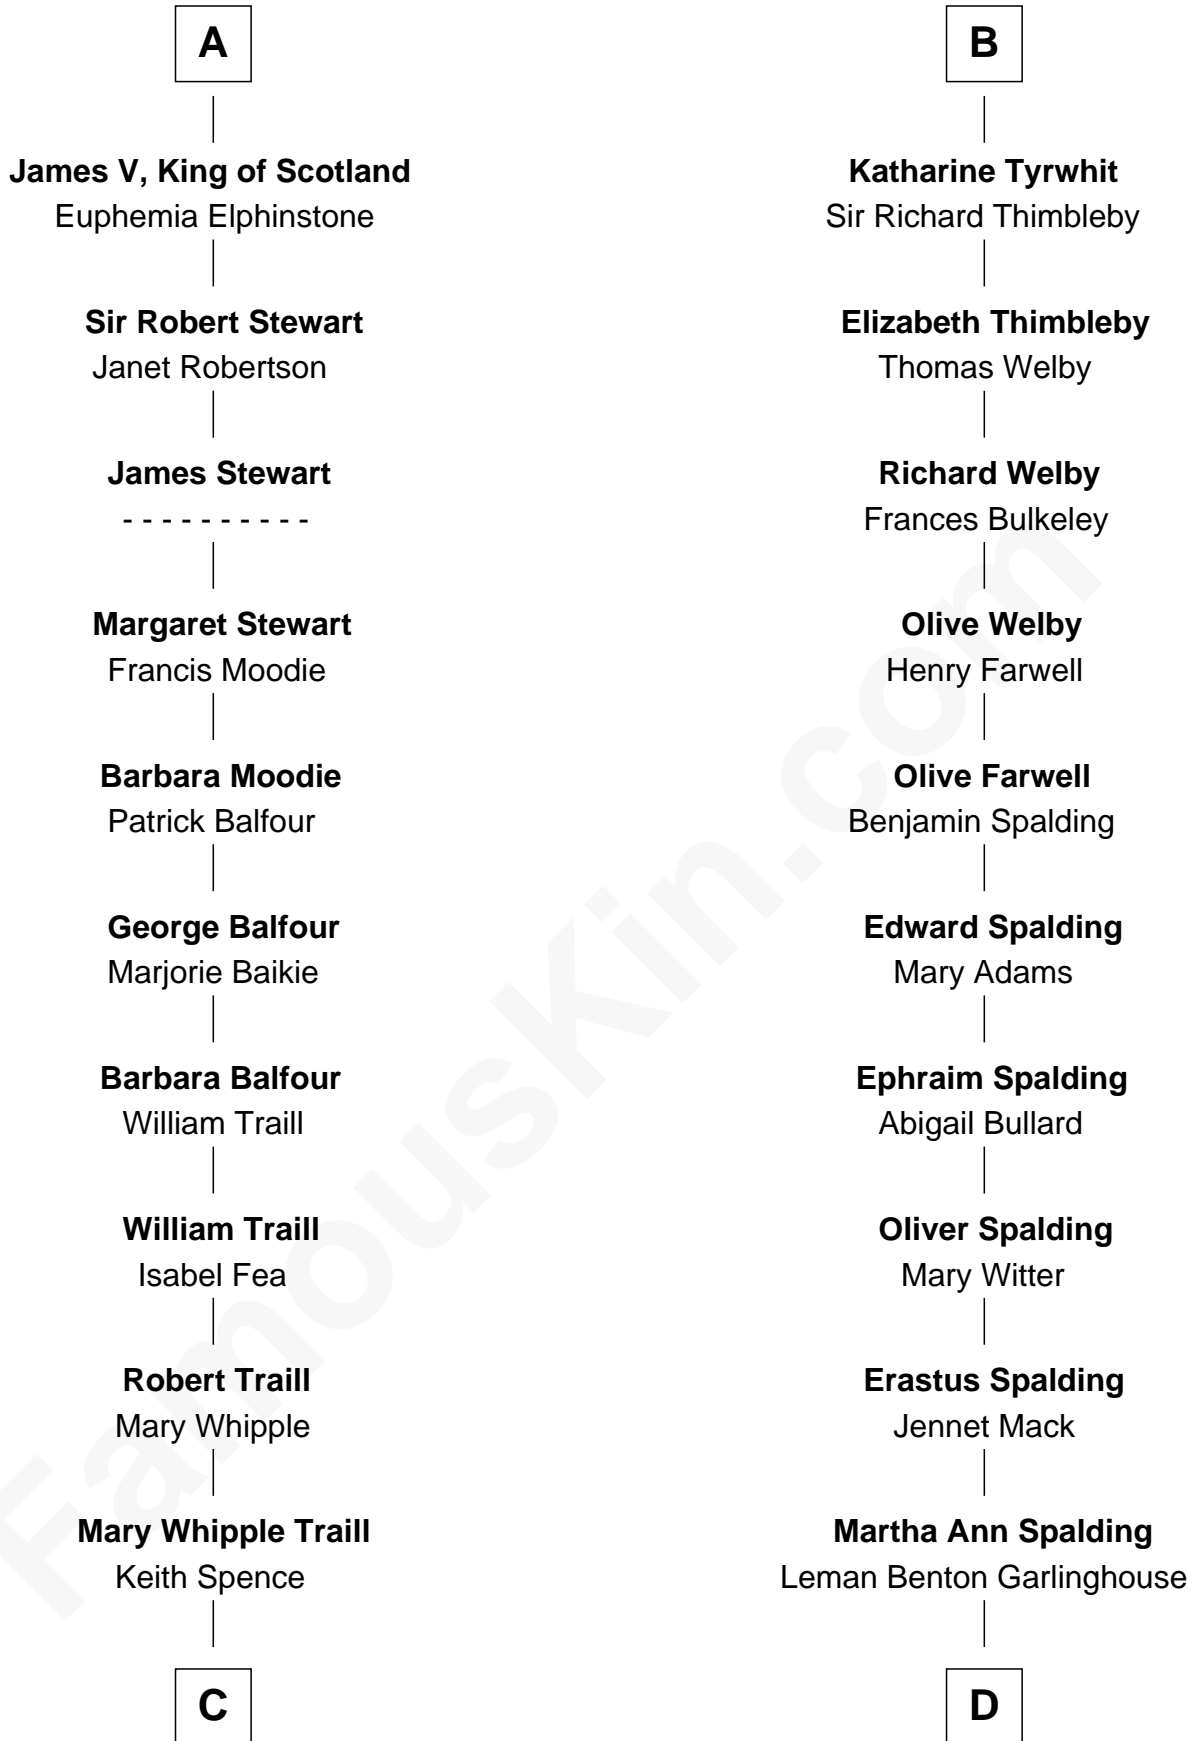 A
James V, King of Scotland
Euphemia Elphinstone
Sir Robert Stewart
Janet Robertson
James Stewart
- - - - - - - - - -
Margaret Stewart
Francis Moodie
Barbara Moodie
Patrick Balfour
George Balfour
Marjorie Baikie
Barbara Balfour
William Traill
William Traill
Isabel Fea
Robert Traill
Mary Whipple
Mary Whipple Traill
Keith Spence
C
B
Katharine Tyrwhit
Sir Richard Thimbleby
Elizabeth Thimbleby
Thomas Welby
Richard Welby
Frances Bulkeley
Olive Welby
Henry Farwell
Olive Farwell
Benjamin Spalding
Edward Spalding
Mary Adams
Ephraim Spalding
Abigail Bullard
Oliver Spalding
Mary Witter
Erastus Spalding
Jennet Mack
Martha Ann Spalding
Leman Benton Garlinghouse
D
FamousKin.com